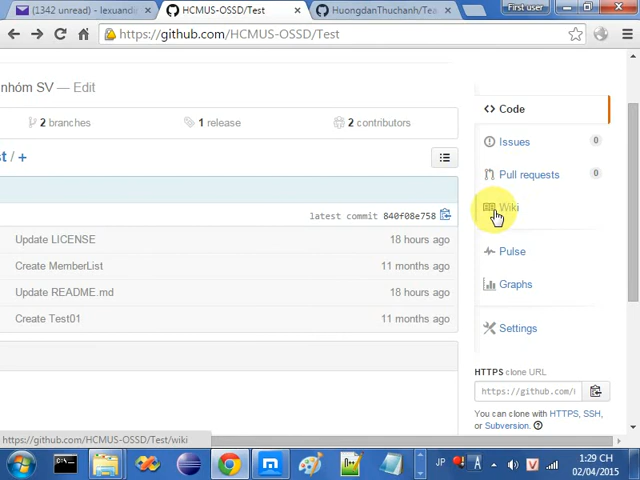 (1342 unread) - lexuand
HCMUS-OSSD/Test
HuongdanThuchanh/Tea
First user
https://github.com/HCMUS-OSSD/Test
nhóm SV — Edit
2 branches
1 release
2 contributors
st / +
latest commit 840f08e758
Update LICENSE
18 hours ago
Create MemberList
11 months ago
Update README.md
18 hours ago
Create Test01
11 months ago
Code
Issues
0
Pull requests
0
Wiki
Pulse
Graphs
Settings
HTTPS clone URL
https://github.com/H
You can clone with HTTPS, SSH,
or Subversion.
https://github.com/HCMUS-OSSD/Test/wiki
JP
A
V
1:29 CH
02/04/2015